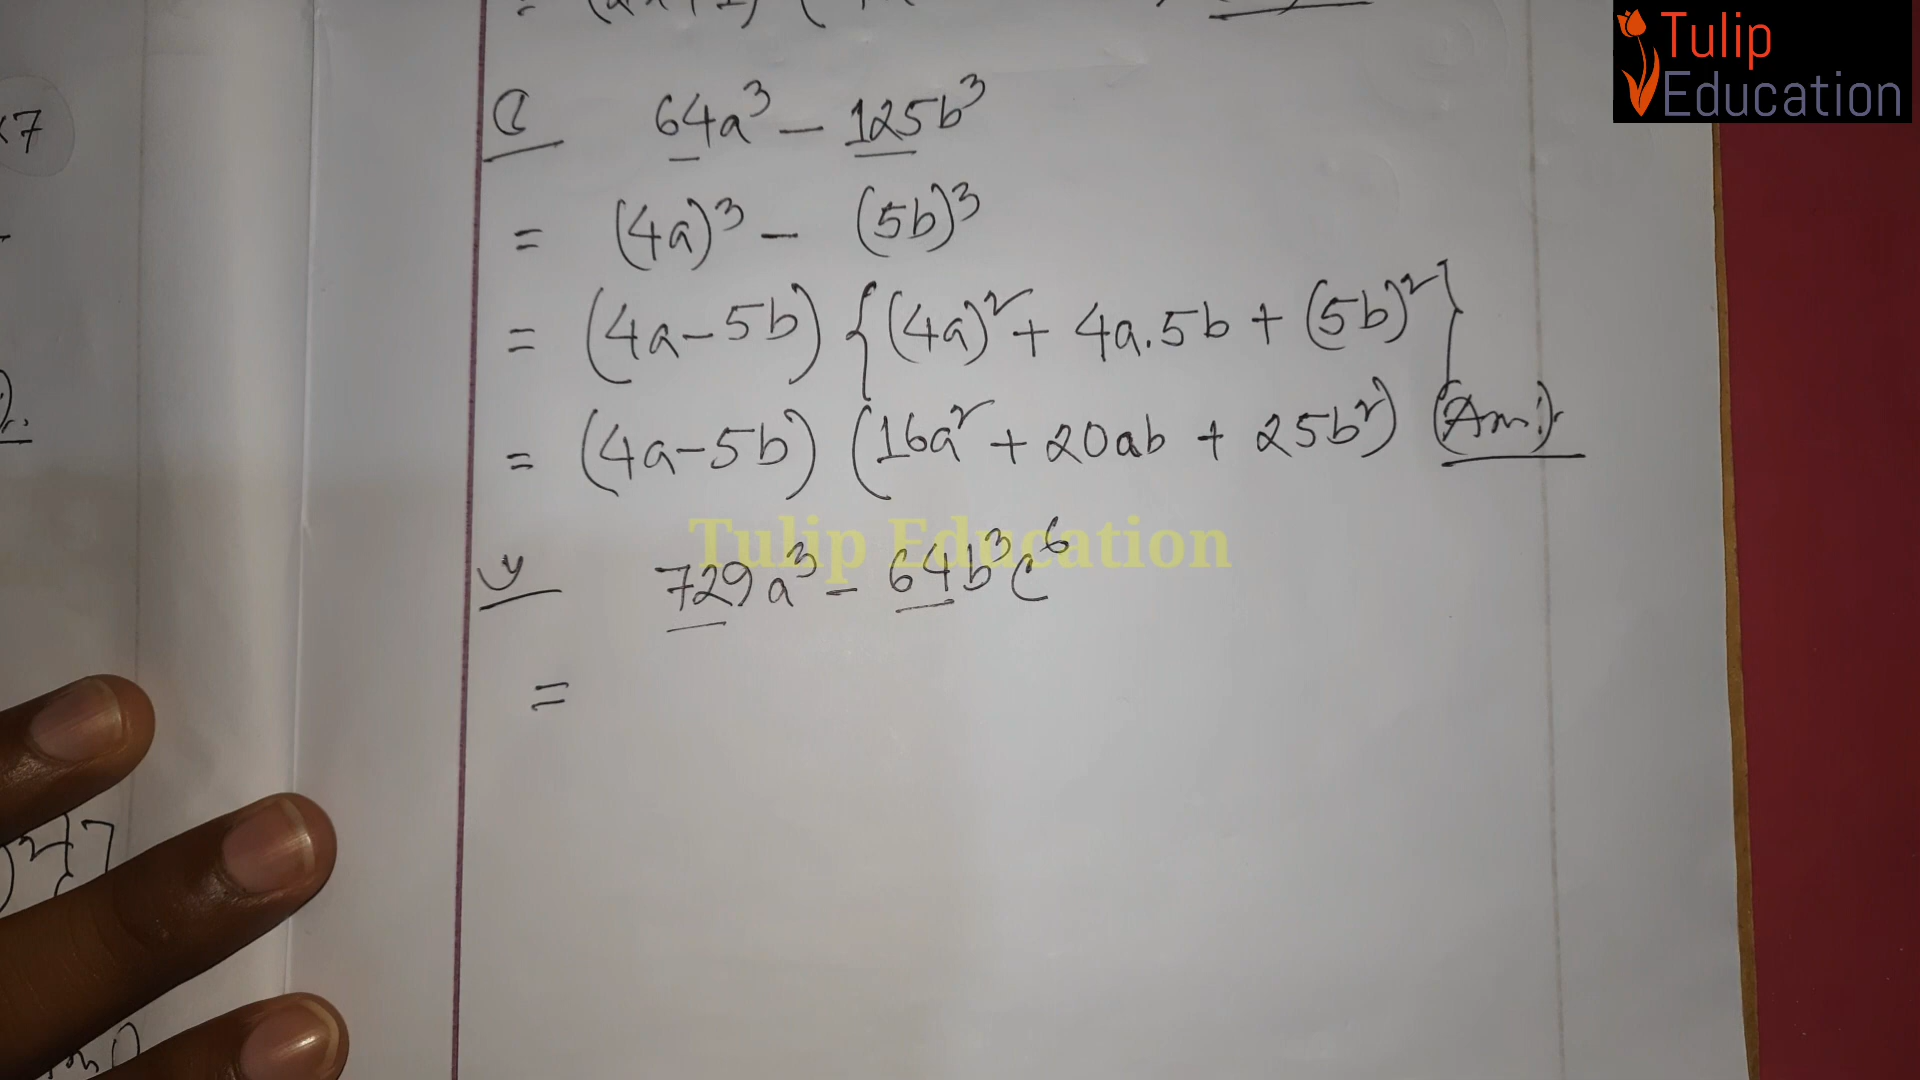 Tulip
Education
×7
64a³ – 125b³
= (4a)³ – (5b)³
= (4a–5b) {(4a)² + 4a.5b + (5b)²}
= (4a–5b) (16a² + 20ab + 25b²) (Ans).
Tulip Education
729a³ – 64b³c⁶
=